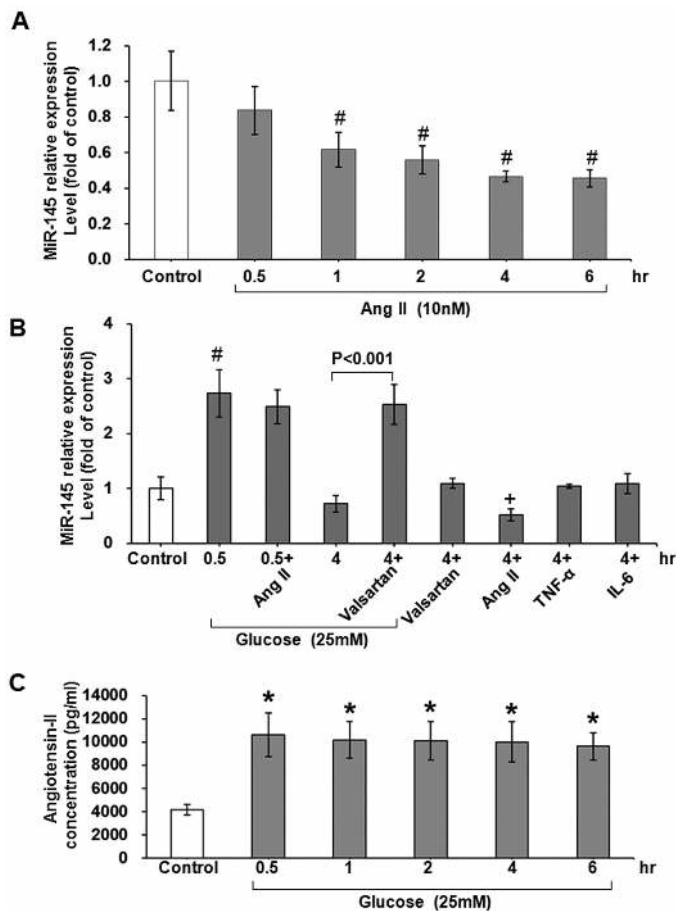 A
MiR-145 relative expression
Level (fold of control)
1.2
1.0
0.8
0.6
0.4
0.2
0.0
# # # #
Control 0.5 1 2 4 6 hr
Ang II (10nM)
B
MiR-145 relative expression
Level (fold of control)
4
3
2
1
0
#
P<0.001
+
Control 0.5 0.5+ 4 4+ 4+ 4+ 4+ 4+ hr
Ang II Valsartan Valsartan Ang II TNF-α IL-6
Glucose (25mM)
C
Angiotensin-II
concentration (pg/ml)
14000
12000
10000
8000
6000
4000
2000
0
* * * * *
Control 0.5 1 2 4 6 hr
Glucose (25mM)